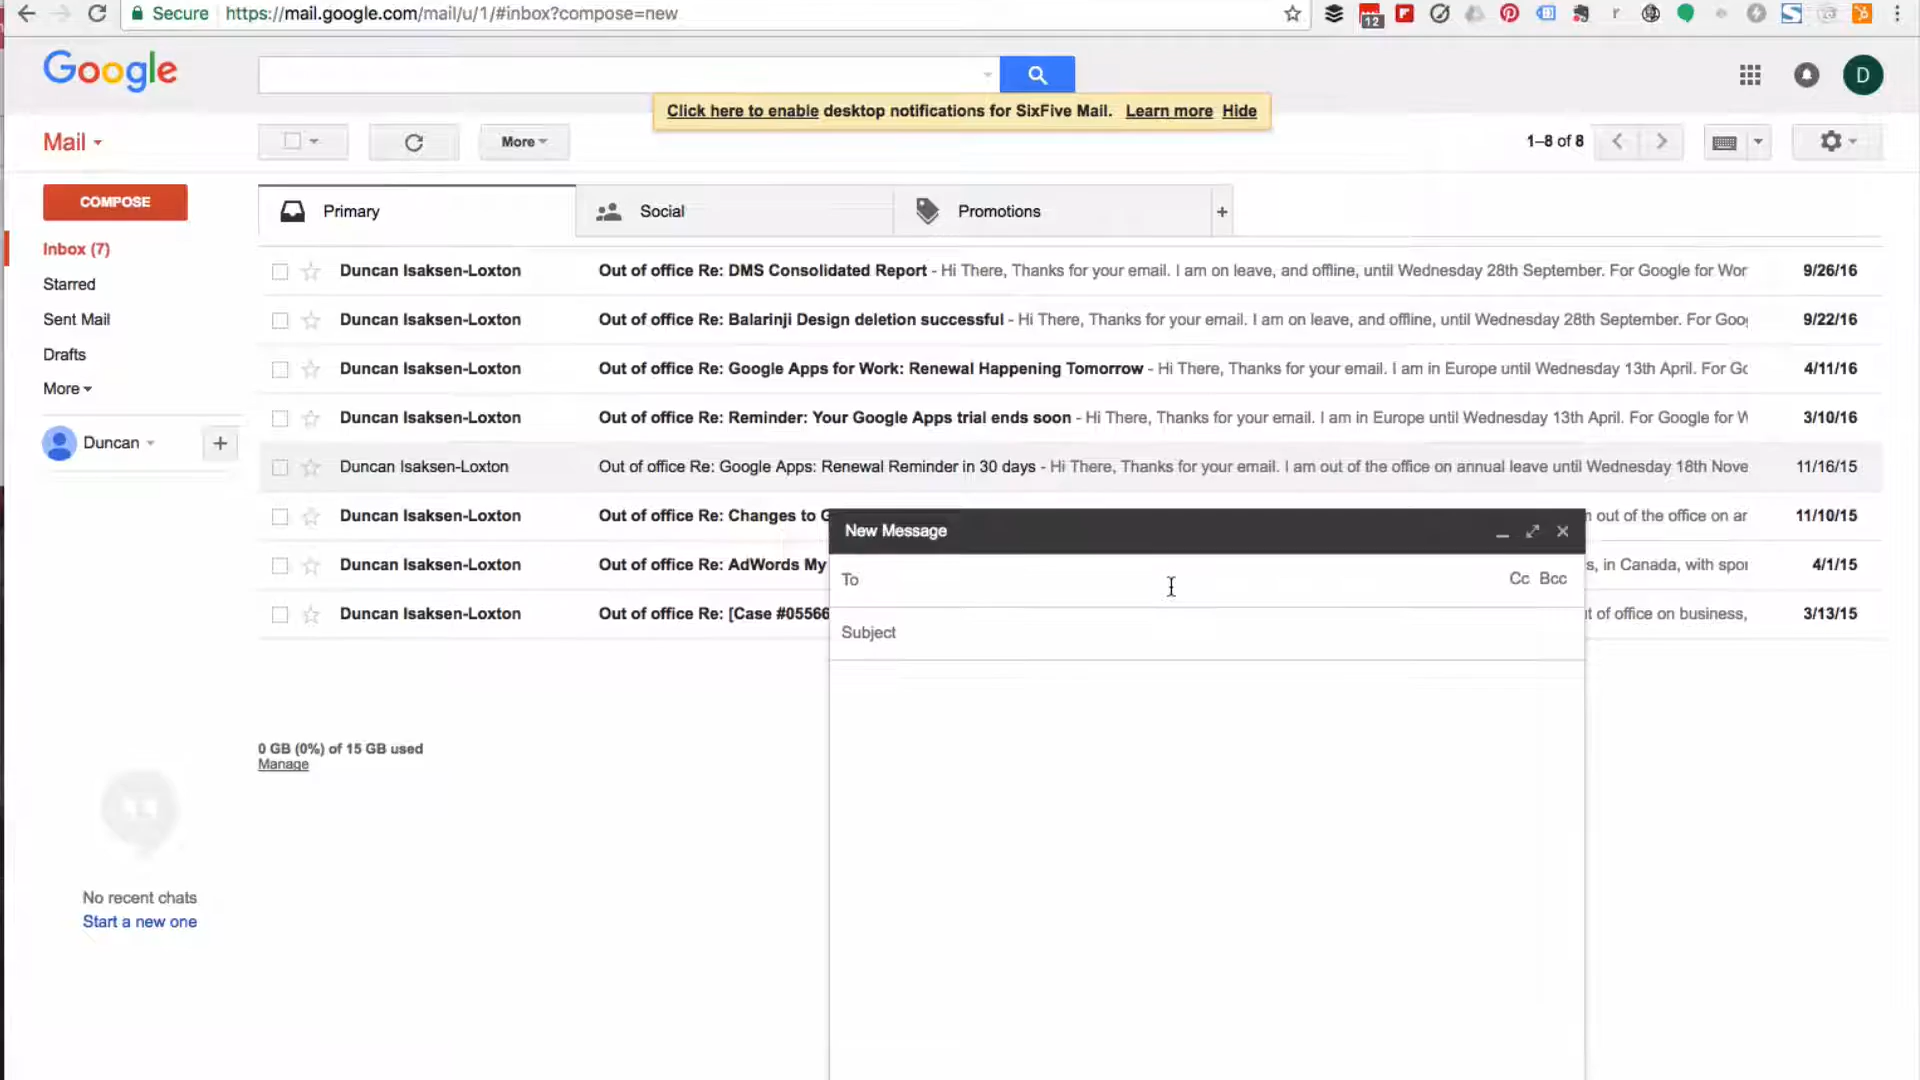 Secure https://mail.google.com/mail/u/1/#inbox?compose=new
12
Google
D
Click here to enable desktop notifications for SixFive Mail. Learn more Hide
Mail
More
1–8 of 8
COMPOSE
Primary
Social
Promotions
+
Inbox (7)
Starred
Sent Mail
Drafts
More
Duncan
+
Duncan Isaksen-Loxton Out of office Re: DMS Consolidated Report - Hi There, Thanks for your email. I am on leave, and offline, until Wednesday 28th September. For Google for Wor 9/26/16
Duncan Isaksen-Loxton Out of office Re: Balarinji Design deletion successful - Hi There, Thanks for your email. I am on leave, and offline, until Wednesday 28th September. For Goog 9/22/16
Duncan Isaksen-Loxton Out of office Re: Google Apps for Work: Renewal Happening Tomorrow - Hi There, Thanks for your email. I am in Europe until Wednesday 13th April. For Gc 4/11/16
Duncan Isaksen-Loxton Out of office Re: Reminder: Your Google Apps trial ends soon - Hi There, Thanks for your email. I am in Europe until Wednesday 13th April. For Google for W 3/10/16
Duncan Isaksen-Loxton Out of office Re: Google Apps: Renewal Reminder in 30 days - Hi There, Thanks for your email. I am out of the office on annual leave until Wednesday 18th Nove 11/16/15
Duncan Isaksen-Loxton Out of office Re: Changes to out of the office on ar 11/10/15
Duncan Isaksen-Loxton Out of office Re: AdWords My s, in Canada, with spor 4/1/15
Duncan Isaksen-Loxton Out of office Re: [Case #05566 of office on business, 3/13/15
New Message
To
Cc Bcc
Subject
0 GB (0%) of 15 GB used
Manage
No recent chats
Start a new one